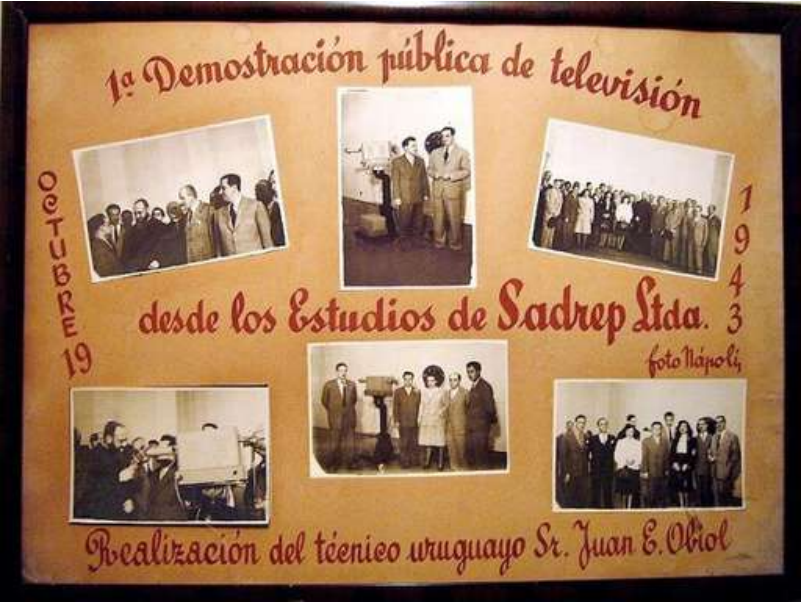 1ª Demostración pública de televisión
OCTUBRE 19
1943
desde los Estudios de Sadrep Ltda.
foto Nápoli,
Realización del técnico uruguayo Sr. Juan E. Obiol